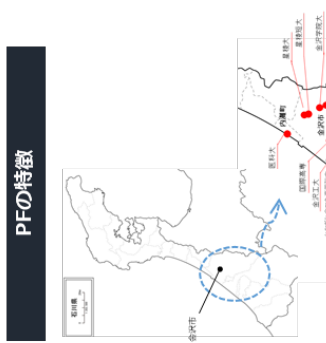 PFの特徴
石川県
金沢市
医科大
内灘町
星稜大
星稜短大
金沢学院大
金沢市
国際高専
金沢工大